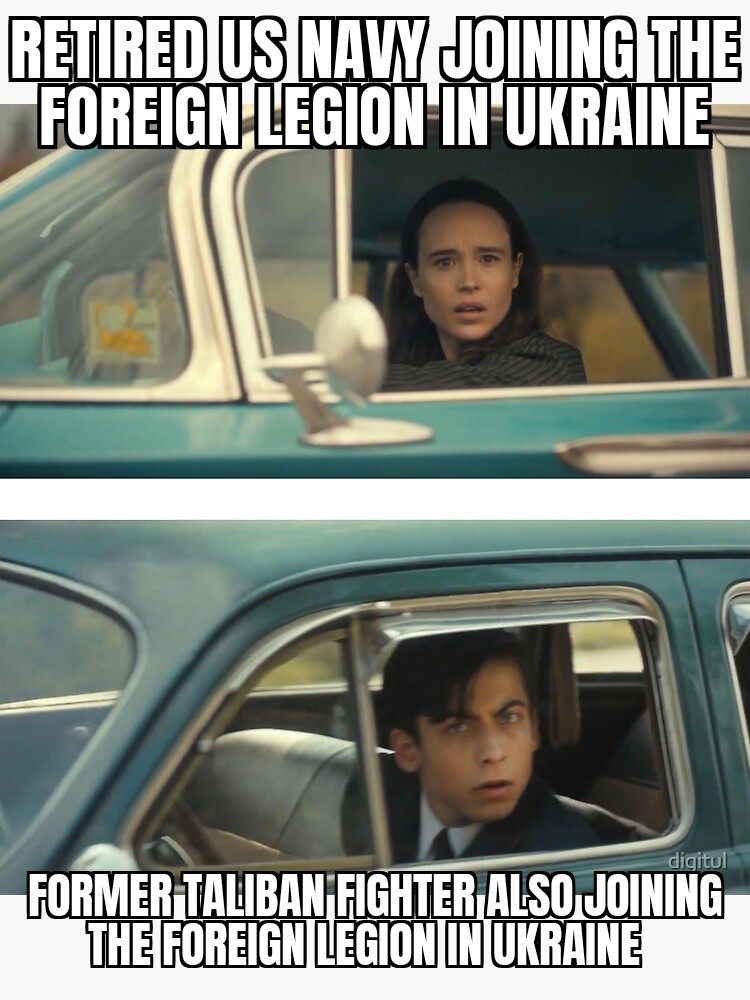 RETIRED US NAVY JOINING THE
FOREIGN LEGION IN UKRAINE
digitul
FORMER TALIBAN FIGHTER ALSO JOINING
THE FOREIGN LEGION IN UKRAINE